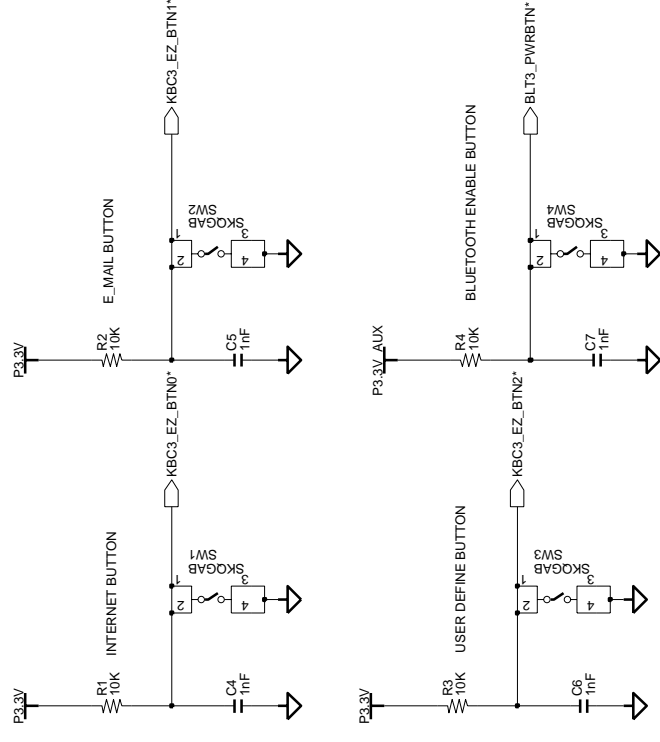 P3.3V
R1
10K
INTERNET BUTTON
C4
1nF
2
1
SW1
SKQGAB
4
3
KBC3_EZ_BTN0*
P3.3V
R2
10K
E_MAIL BUTTON
C5
1nF
2
1
SW2
SKQGAB
4
3
KBC3_EZ_BTN1*
P3.3V
R3
10K
USER DEFINE BUTTON
C6
1nF
2
1
SW3
SKQGAB
4
3
KBC3_EZ_BTN2*
P3.3V_AUX
R4
10K
BLUETOOTH ENABLE BUTTON
C7
1nF
2
1
SW4
SKQGAB
4
3
BLT3_PWRBTN*